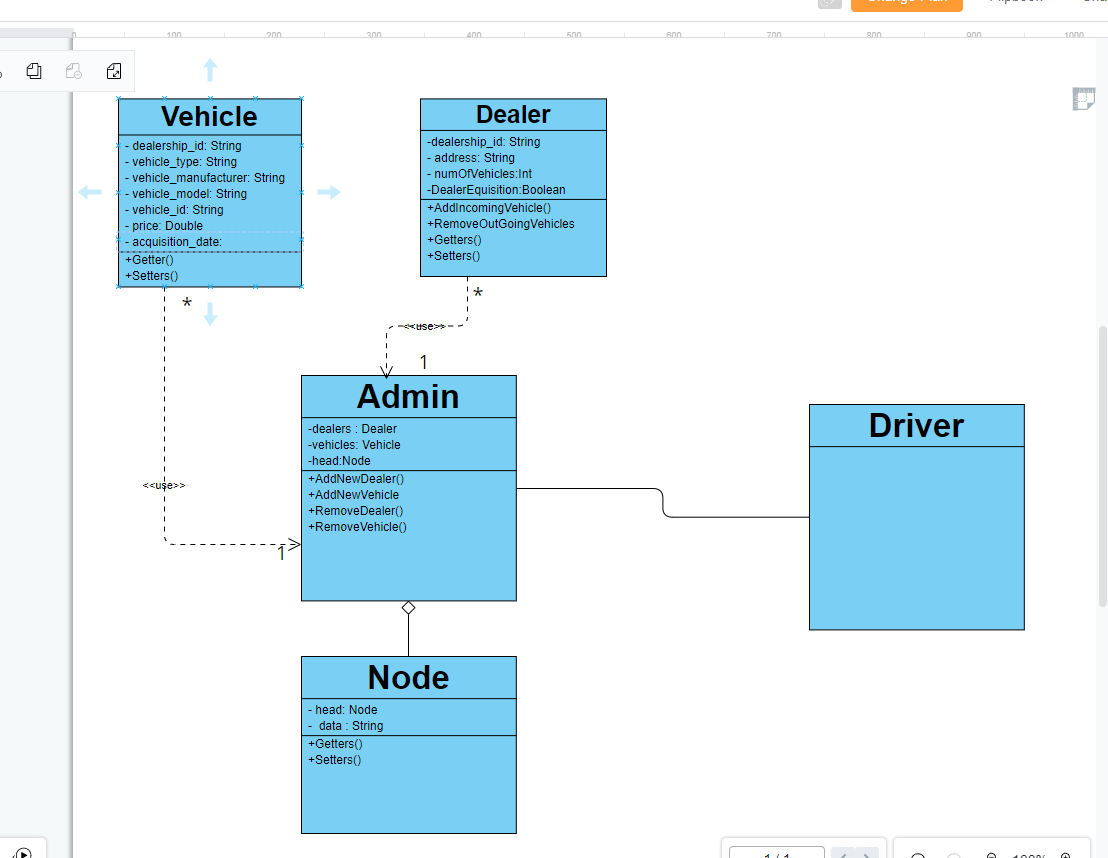 0 100 200 300 400 500 600 700 800 900 1000
Vehicle
- dealership_id: String
- vehicle_type: String
- vehicle_manufacturer: String
- vehicle_model: String
- vehicle_id: String
- price: Double
- acquisition_date:
+Getter()
+Setters()
*
Dealer
-dealership_id: String
- address: String
- numOfVehicles:Int
-DealerEquisition:Boolean
+AddIncomingVehicle()
+RemoveOutGoingVehicles
+Getters()
+Setters()
*
<<use>>
1
Admin
-dealers : Dealer
-vehicles: Vehicle
-head:Node
+AddNewDealer()
+AddNewVehicle
+RemoveDealer()
+RemoveVehicle()
<<use>>
1
Driver
Node
- head: Node
- data : String
+Getters()
+Setters()